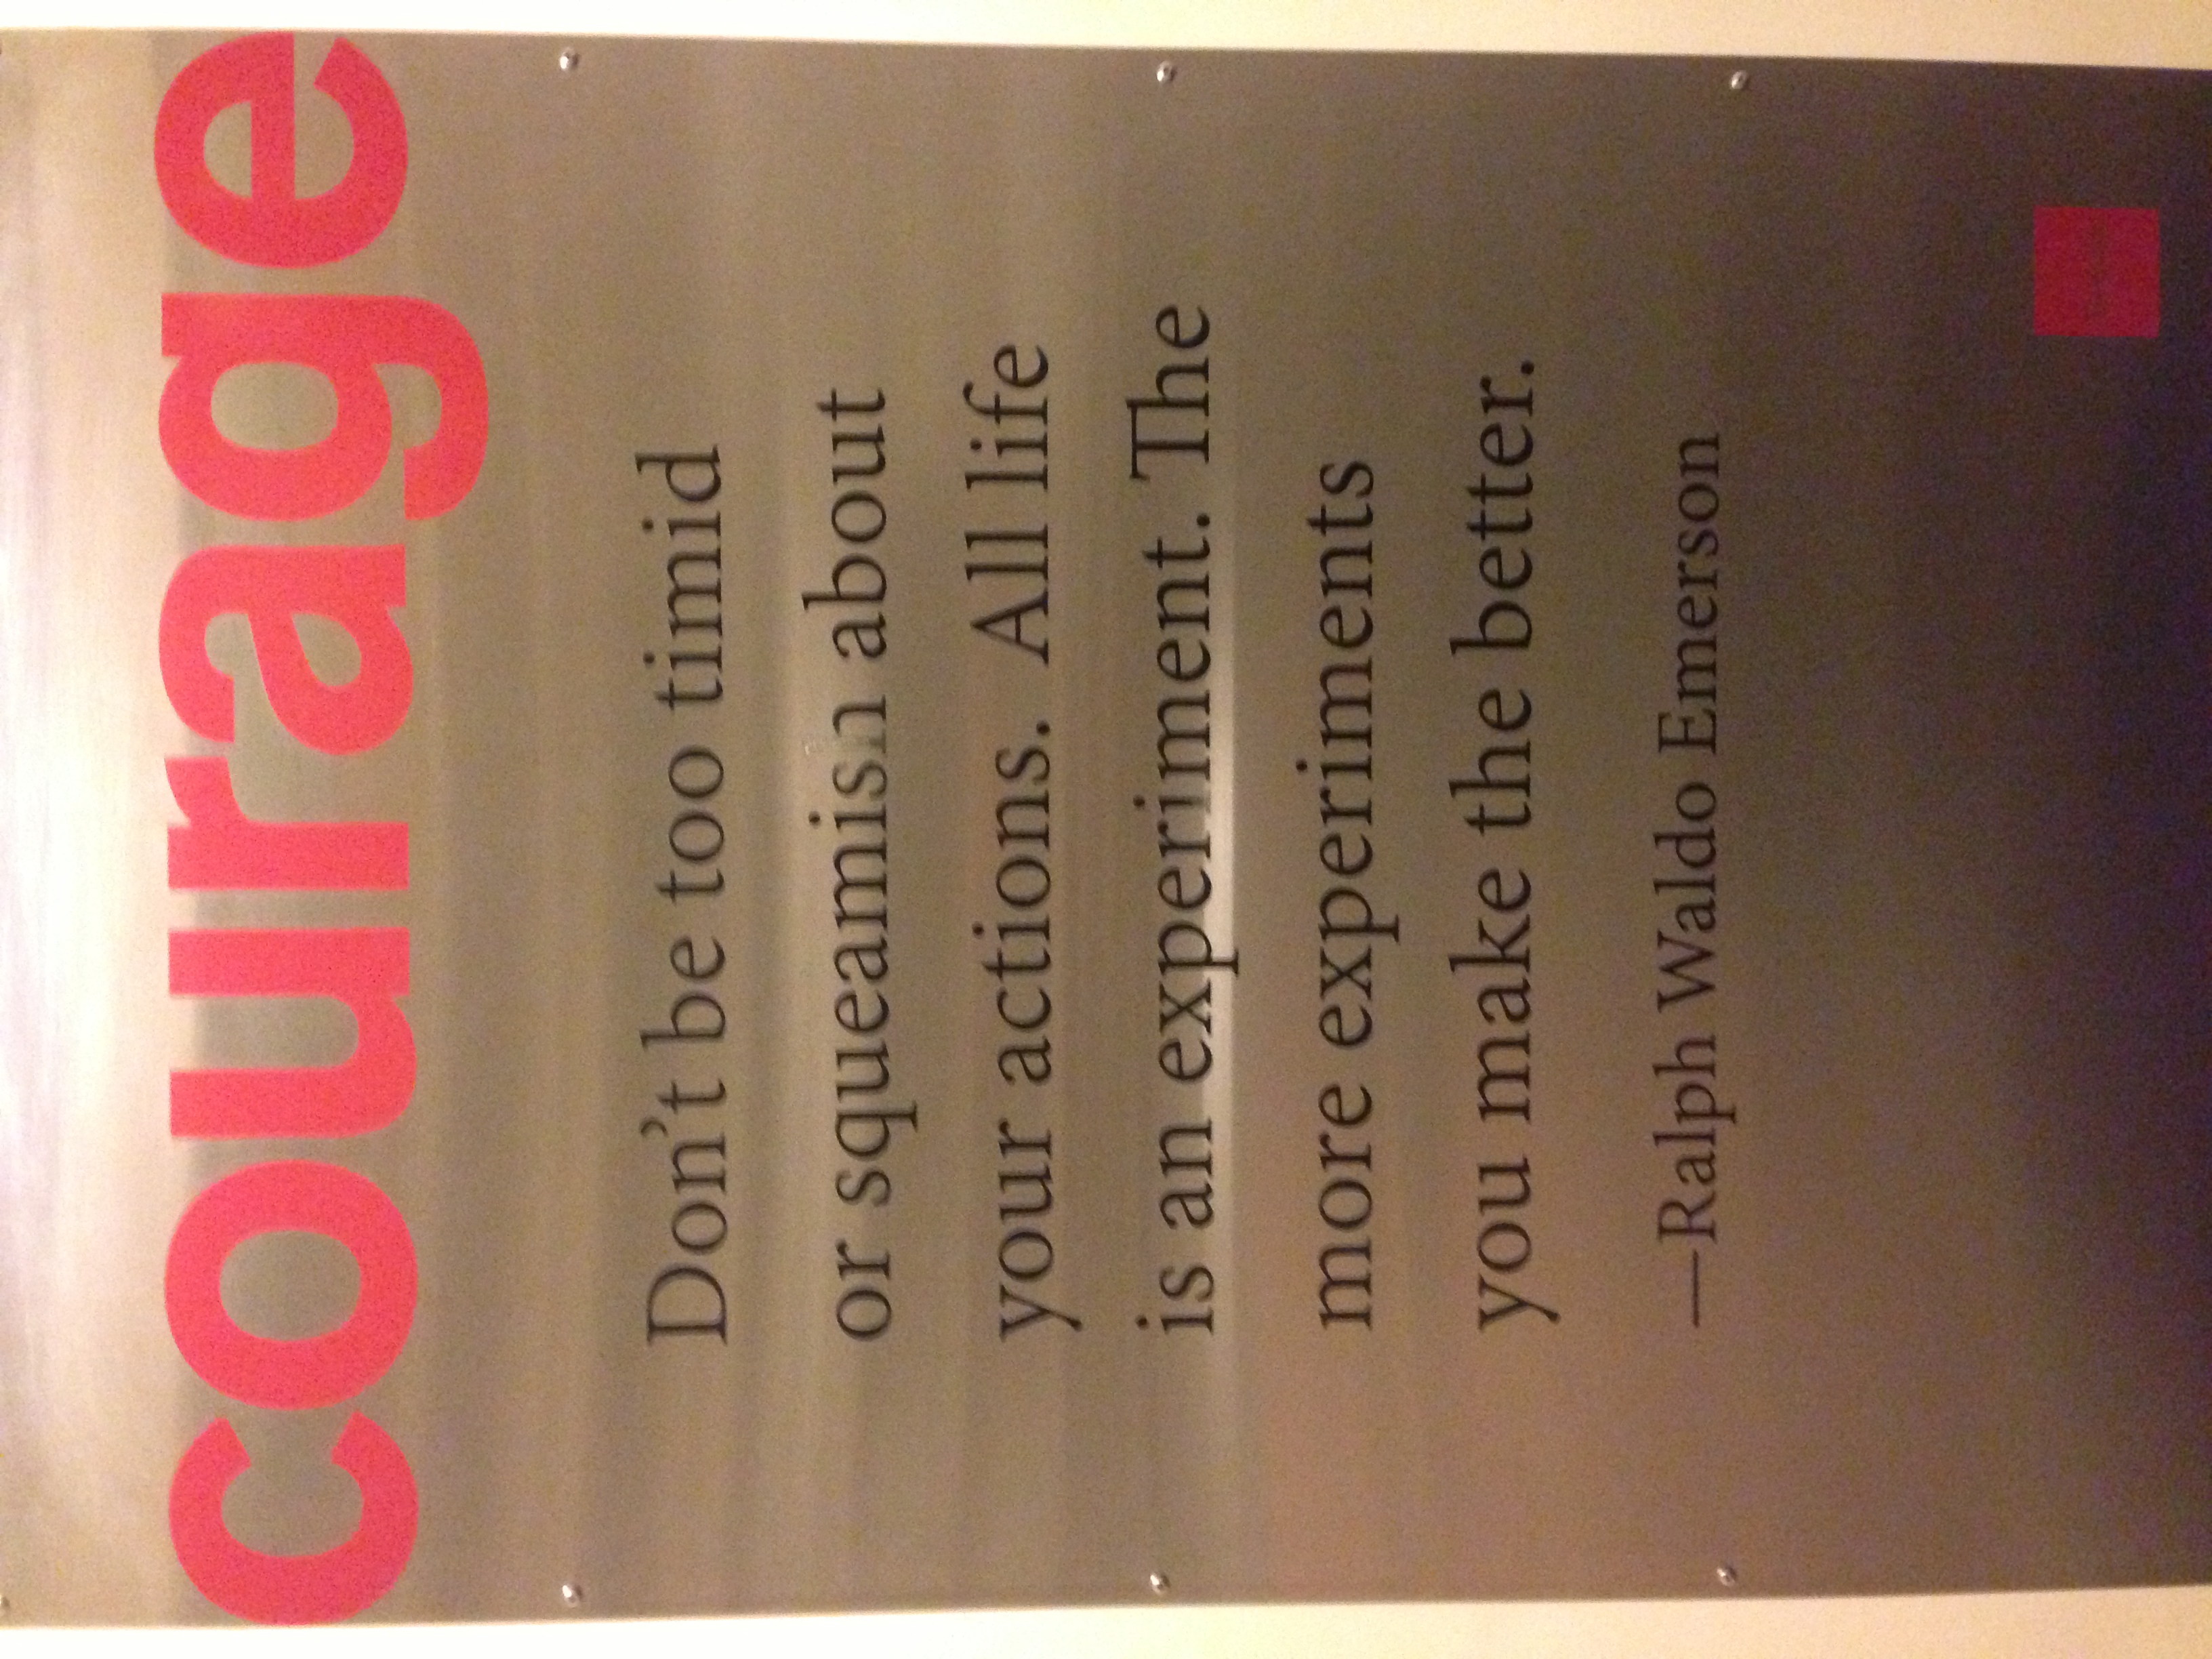 courage
Don't be too timid
or squeamish about
your actions.  All life
is an experiment. The
more experiments
you make the better.
—Ralph Waldo Emerson